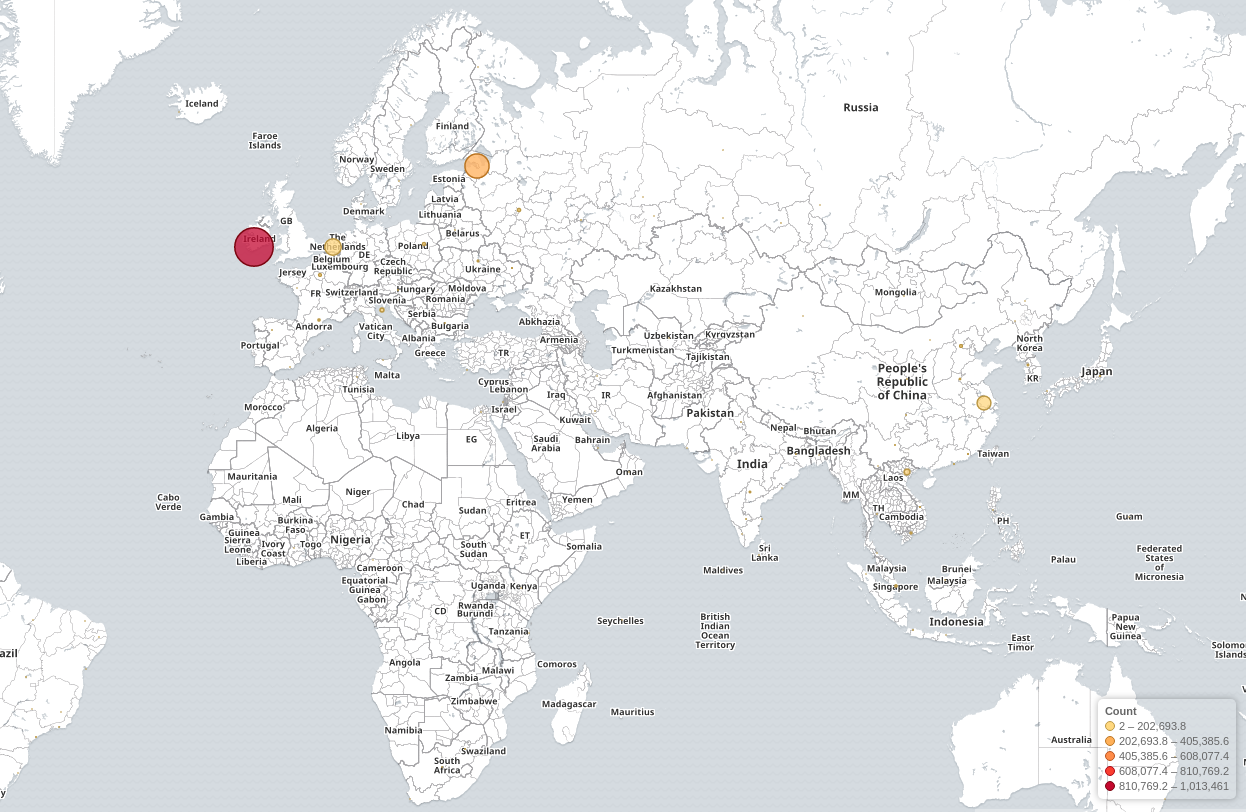 Iceland
Faroe
Islands
Russia
Finland
Norway
Sweden
Estonia
Latvia
Lithuania
Denmark
GB
Belarus
Ireland
The
Netherlands
Poland
DE
Belgium
Luxembourg
Czech
Republic
Ukraine
Jersey
FR
Switzerland
Hungary
Moldova
Slovenia
Romania
Serbia
Andorra
Vatican
City
Bulgaria
Albania
Greece
Portugal
Abkhazia
Armenia
TR
Kazakhstan
Mongolia
Uzbekistan
Kyrgyzstan
Turkmenistan
Tajikistan
North
Korea
KR
Japan
People's
Republic
of China
Malta
Tunisia
Cyprus
Lebanon
Israel
Iraq
IR
Afghanistan
Pakistan
Morocco
Algeria
Libya
EG
Kuwait
Saudi
Arabia
Bahrain
Oman
Yemen
Nepal
Bhutan
Bangladesh
India
Taiwan
Laos
MM
TH
Cambodia
PH
Guam
Cabo
Verde
Mauritania
Mali
Niger
Chad
Sudan
Eritrea
Gambia
Guinea
Sierra
Leone
Liberia
Burkina
Faso
Ivory
Coast
Togo
Nigeria
Cameroon
Equatorial
Guinea
Gabon
South
Sudan
ET
Somalia
Sri
Lanka
Maldives
Malaysia
Singapore
Brunei
Malaysia
Palau
Federated
States
of
Micronesia
Uganda
Kenya
CD
Rwanda
Burundi
Tanzania
Seychelles
British
Indian
Ocean
Territory
Indonesia
East
Timor
Papua
New
Guinea
Solomon
Islands
azil
Angola
Zambia
Malawi
Comoros
Zimbabwe
Madagascar
Mauritius
Namibia
Swaziland
South
Africa
Australia
Count
2 – 202,693.8
202,693.8 – 405,385.6
405,385.6 – 608,077.4
608,077.4 – 810,769.2
810,769.2 – 1,013,461